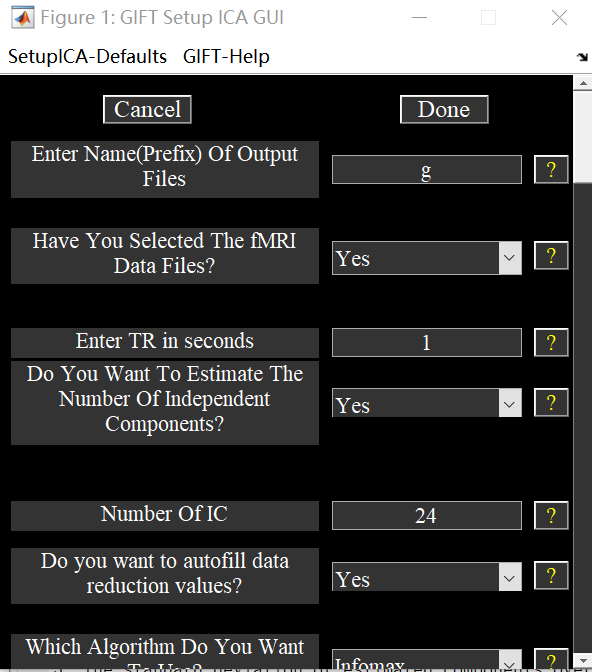 Figure 1: GIFT Setup ICA GUI
SetupICA-Defaults GIFT-Help
Cancel Done
Enter Name(Prefix) Of Output
Files
g ?
Have You Selected The fMRI
Data Files?
Yes ?
Enter TR in seconds 1 ?
Do You Want To Estimate The
Number Of Independent
Components?
Yes ?
Number Of IC 24 ?
Do you want to autofill data
reduction values?
Yes ?
Which Algorithm Do You Want
To Use?
Infomax ?